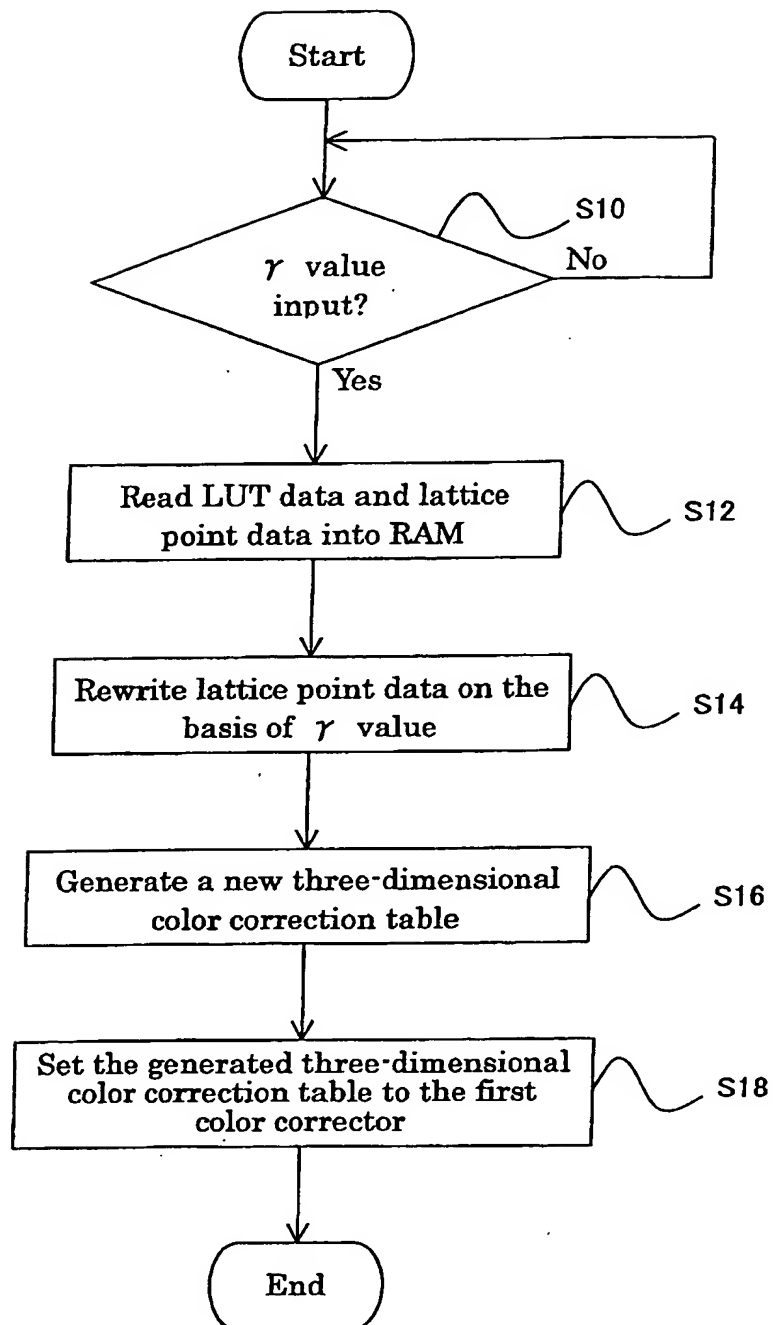 Start
S10
γ value
input?
No
Yes
Read LUT data and lattice
point data into RAM
S12
Rewrite lattice point data on the
basis of γ value
S14
Generate a new three-dimensional
color correction table
S16
Set the generated three-dimensional
color correction table to the first
color corrector
S18
End